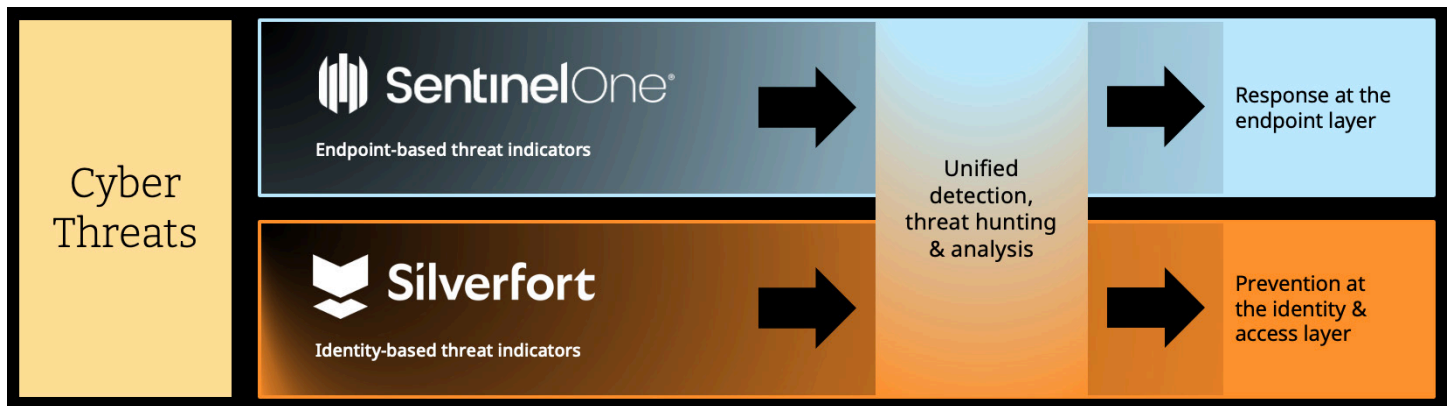 Cyber
Threats
SentinelOne®
Endpoint-based threat indicators
Silverfort
Identity-based threat indicators
Unified
detection,
threat hunting
& analysis
Response at the
endpoint layer
Prevention at
the identity &
access layer